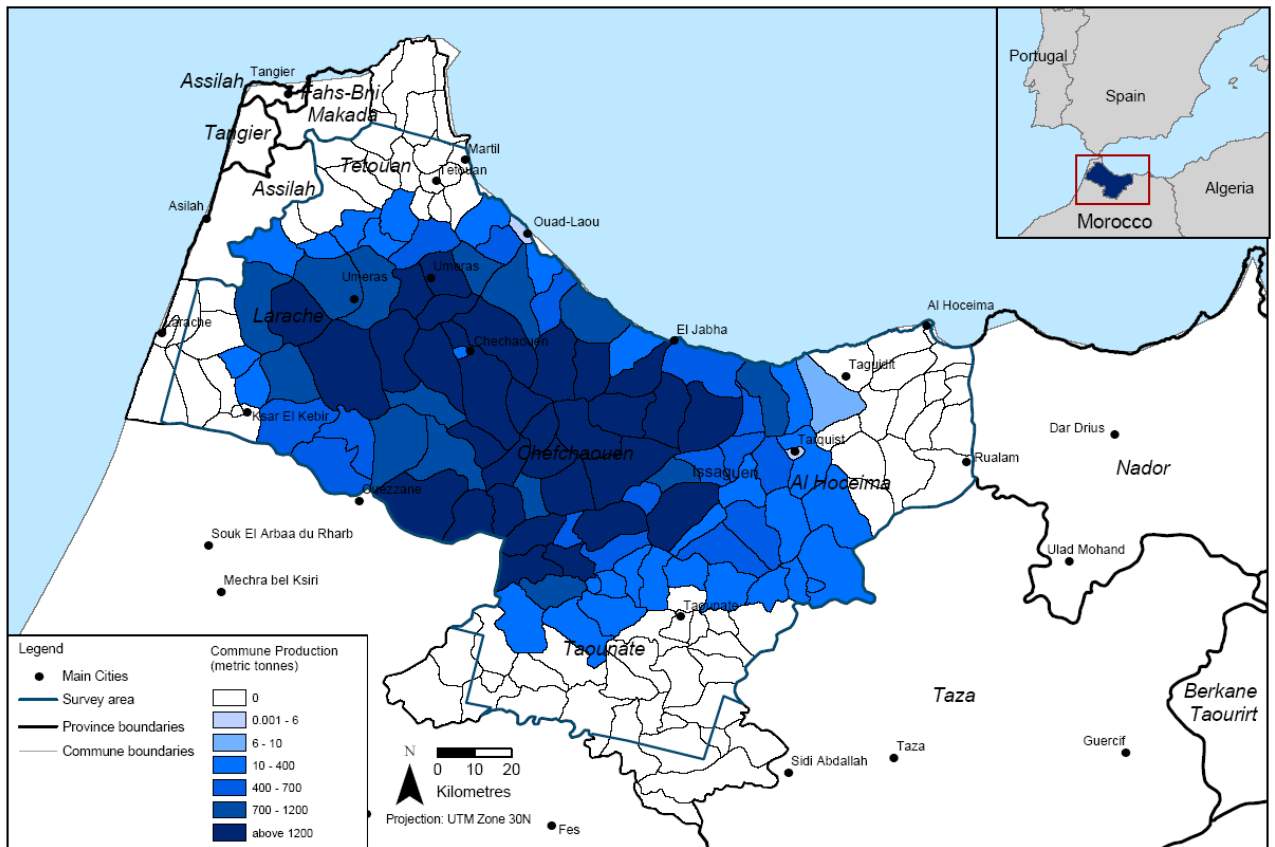 Portugal
Spain
Algeria
Morocco
Assilah
Tangier
Fahs-Bni
Makada
Tangier
Martil
Tetouan
Tetouan
Assilah
Asilah
Ouad-Laou
Umeras
Umeras
Larache
Larache
Chechaouen
El Jabha
Al Hoceima
Taguidit
Ksar El Kebir
Chefchaouen
Targuist
Issaguen
Al Hoceima
Rualam
Dar Drius
Nador
Ouezzane
Souk El Arbaa du Rharb
Mechra bel Ksiri
Ulad Mohand
Taounate
Taounate
Taza
Berkane
Taourirt
Sidi Abdallah
Taza
Guercif
Fes
Legend
Main Cities
Survey area
Province boundaries
Commune boundaries
Commune Production
(metric tonnes)
0
0.001 - 6
6 - 10
10 - 400
400 - 700
700 - 1200
above 1200
N
0 10 20
Kilometres
Projection: UTM Zone 30N